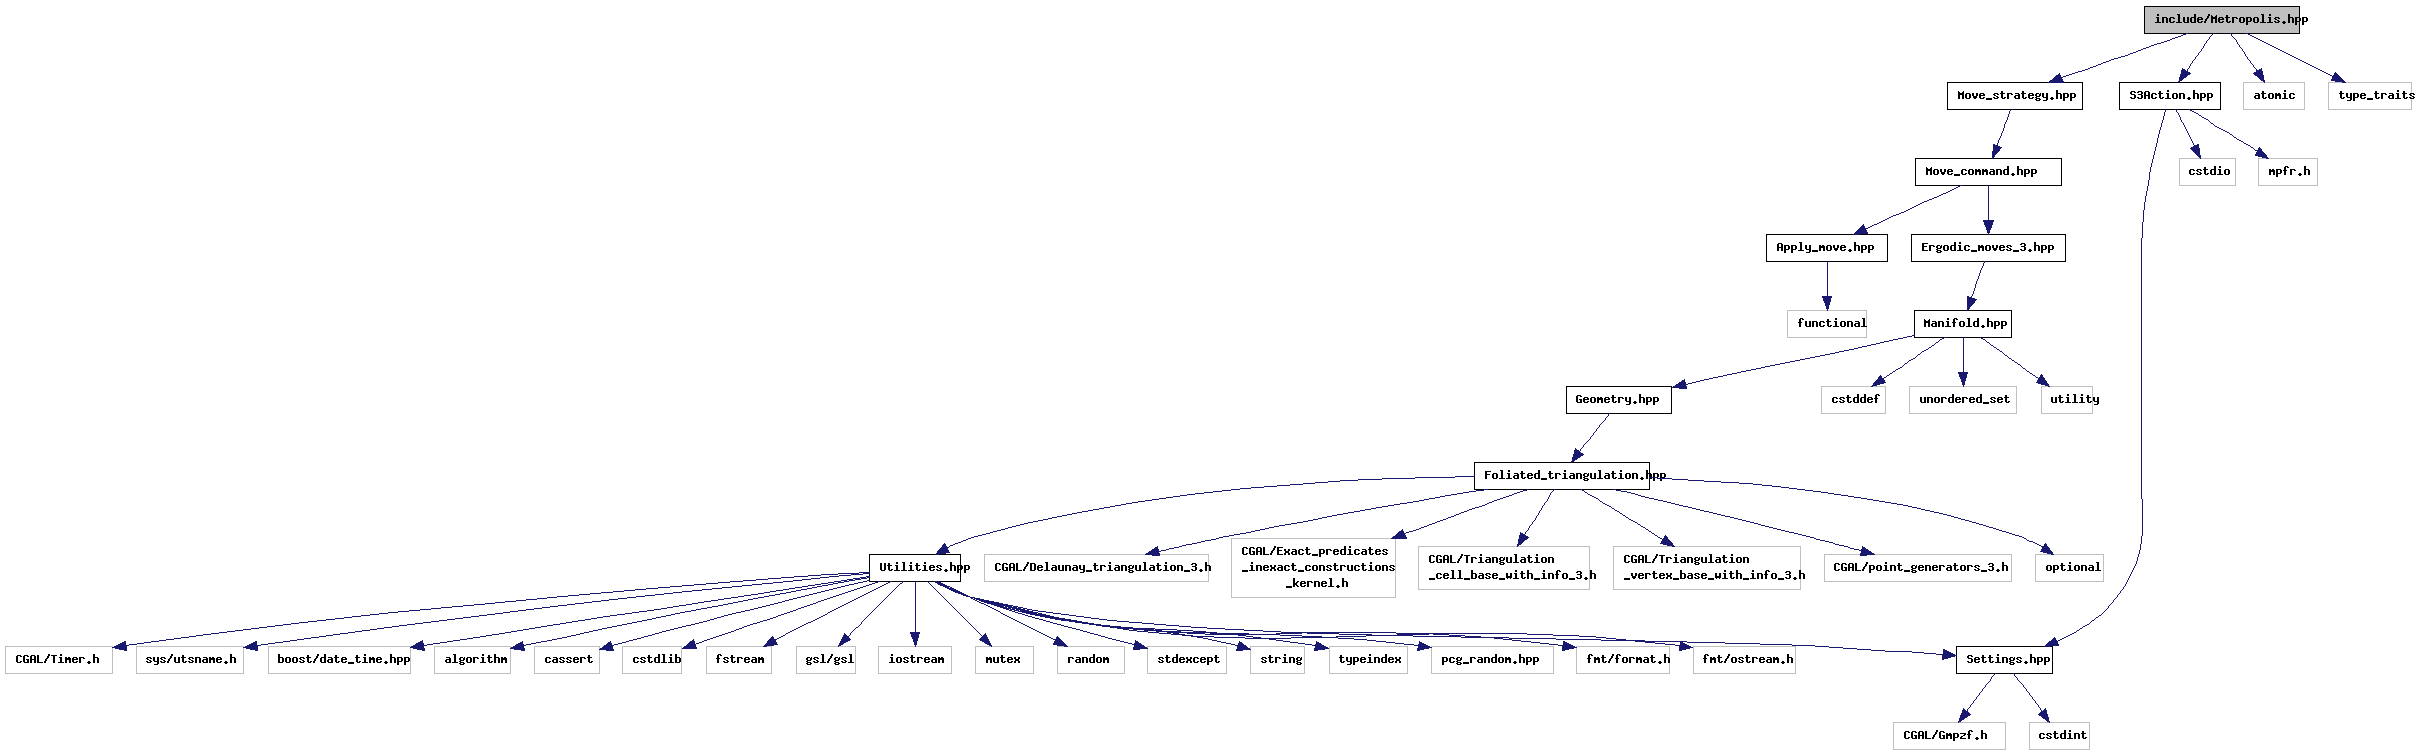 include/Metropolis.hpp
Move_strategy.hpp
S3Action.hpp
atomic
type_traits
Move_command.hpp
cstdio
mpfr.h
Apply_move.hpp
Ergodic_moves_3.hpp
functional
Manifold.hpp
Geometry.hpp
cstddef
unordered_set
utility
Foliated_triangulation.hpp
Utilities.hpp
CGAL/Delaunay_triangulation_3.h
CGAL/Exact_predicates
_inexact_constructions
_kernel.h
CGAL/Triangulation
_cell_base_with_info_3.h
CGAL/Triangulation
_vertex_base_with_info_3.h
CGAL/point_generators_3.h
optional
CGAL/Timer.h
sys/utsname.h
boost/date_time.hpp
algorithm
cassert
cstdlib
fstream
gsl/gsl
iostream
mutex
random
stdexcept
string
typeindex
pcg_random.hpp
fmt/format.h
fmt/ostream.h
Settings.hpp
CGAL/Gmpzf.h
cstdint